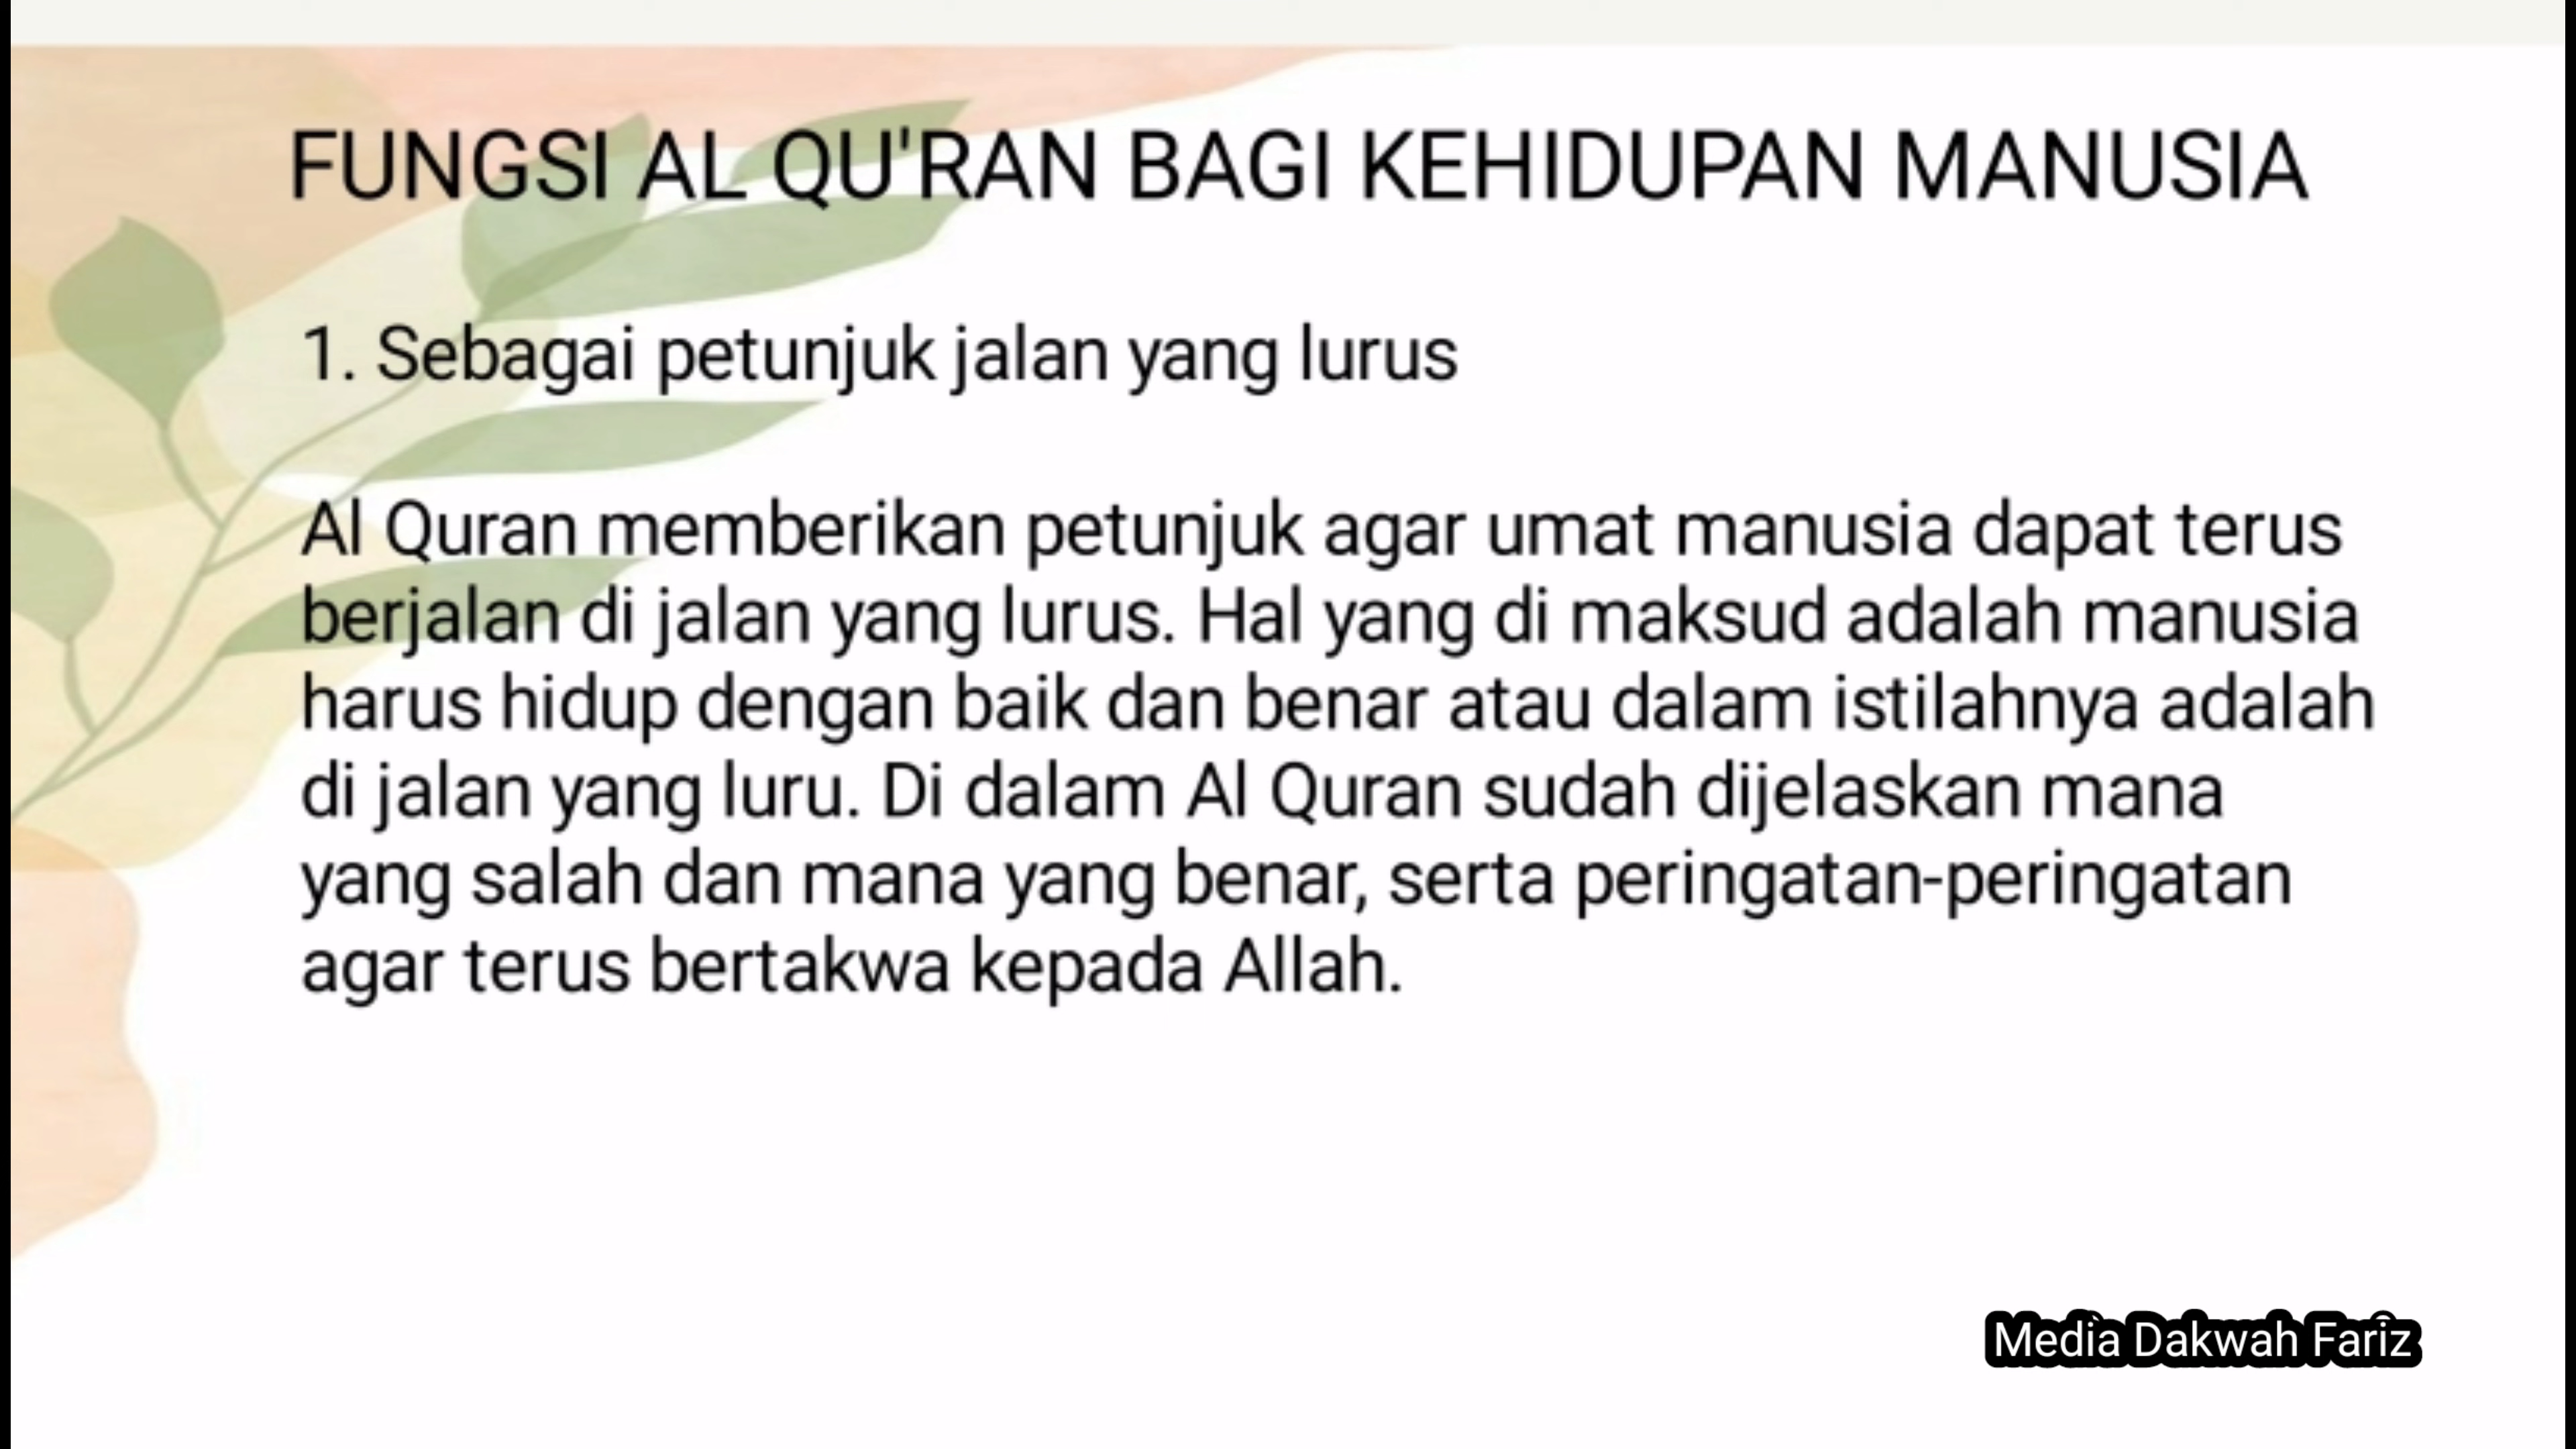 FUNGSI AL QU'RAN BAGI KEHIDUPAN MANUSIA
1. Sebagai petunjuk jalan yang lurus
Al Quran memberikan petunjuk agar umat manusia dapat terus
berjalan di jalan yang lurus. Hal yang di maksud adalah manusia
harus hidup dengan baik dan benar atau dalam istilahnya adalah
di jalan yang luru. Di dalam Al Quran sudah dijelaskan mana
yang salah dan mana yang benar, serta peringatan-peringatan
agar terus bertakwa kepada Allah.
Media Dakwah Fariz